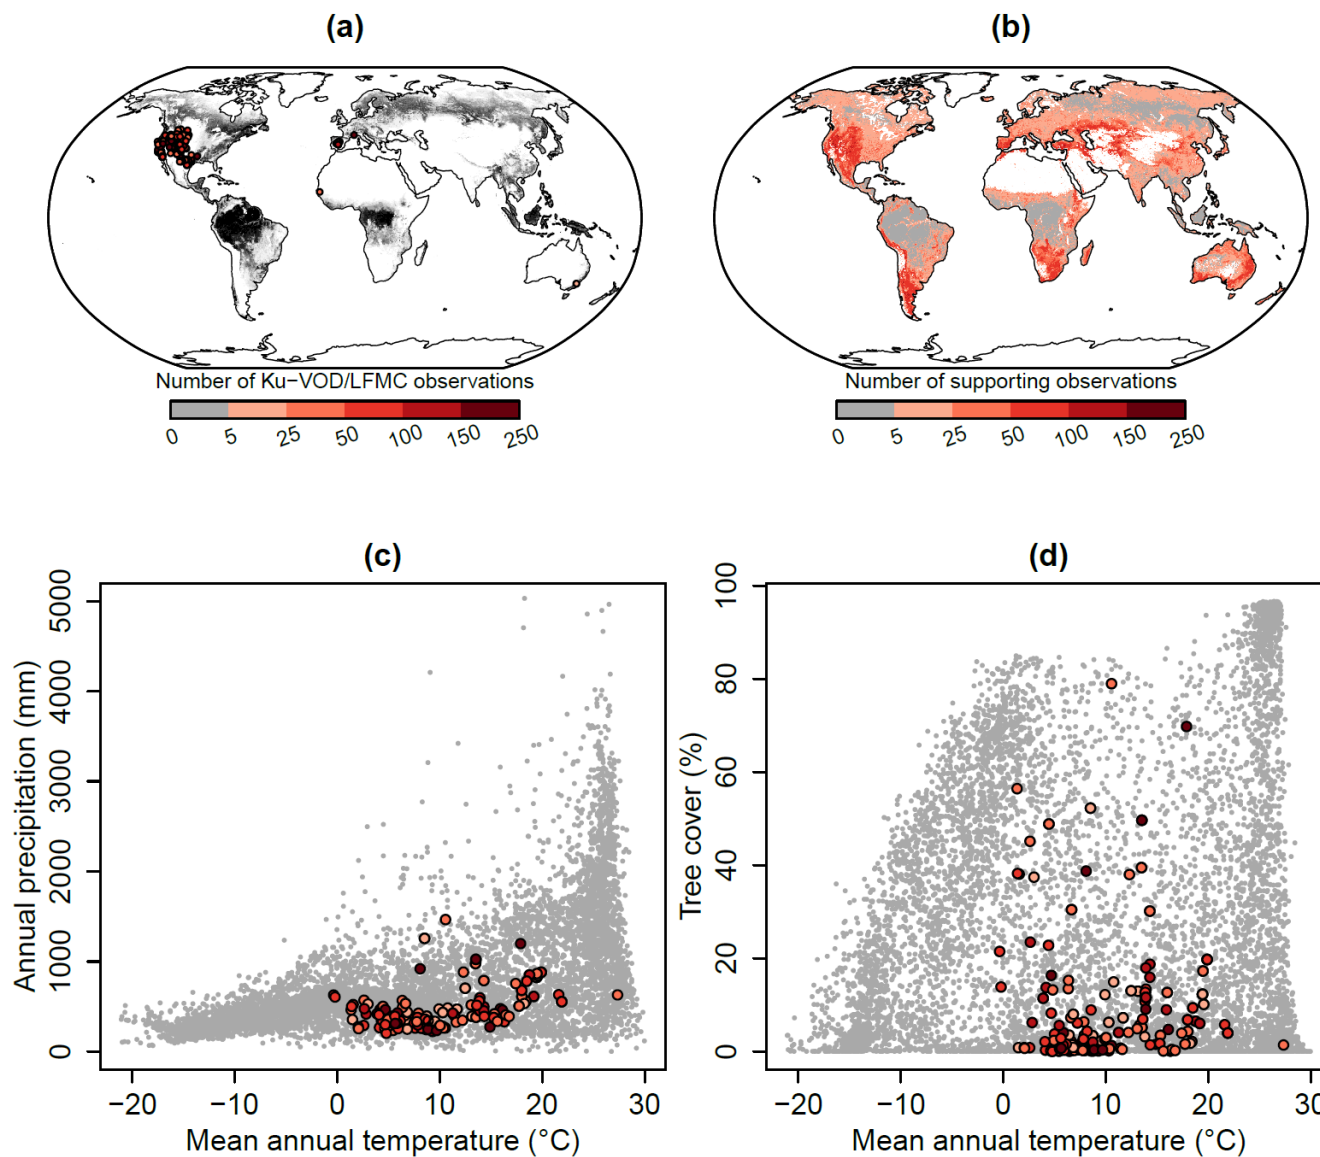 (a)
(b)
Number of Ku−VOD/LFMC observations
0 5 25 50 100 150 250
Number of supporting observations
0 5 25 50 100 150 250
(c)
Annual precipitation (mm)
5000
4000
3000
2000
1000
0
−20 −10 0 10 20 30
Mean annual temperature (°C)
(d)
Tree cover (%)
100
80
60
40
20
0
−20 −10 0 10 20 30
Mean annual temperature (°C)